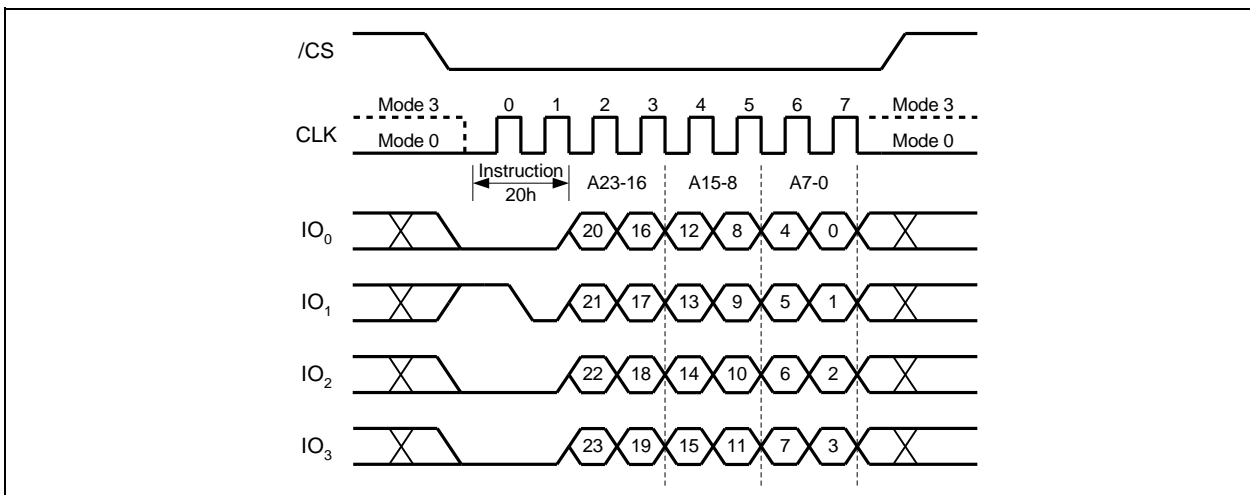 /CS
Mode 3 0 1 2 3 4 5 6 7 Mode 3
CLK
Mode 0 Mode 0
Instruction A23-16 A15-8 A7-0
20h
IO0 20 16 12 8 4 0
IO1 21 17 13 9 5 1
IO2 22 18 14 10 6 2
IO3 23 19 15 11 7 3